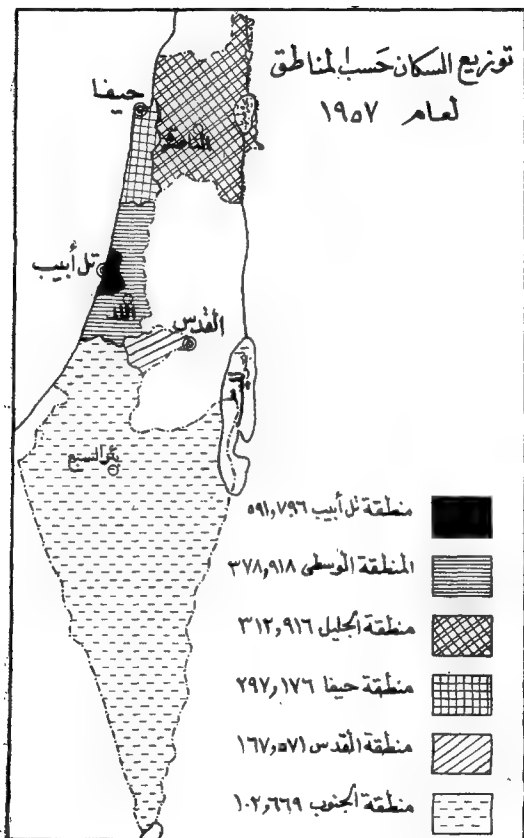 توزيع السكان حسب المناطق
لعام ١٩٥٧
حيفا
الناصرة
تل أبيب
اللد
القدس
بئر السبع
منطقة تل أبيب ٥٩١,٧٩٦
المنطقة الوسطى ٣٧٨,٩١٨
منطقة الجليل ٣١٢,٩١٦
منطقة حيفا ٢٩٧,١٧٦
منطقة القدس ١٦٧,٥٧١
منطقة الجنوب ١٠٢,٦٦٩